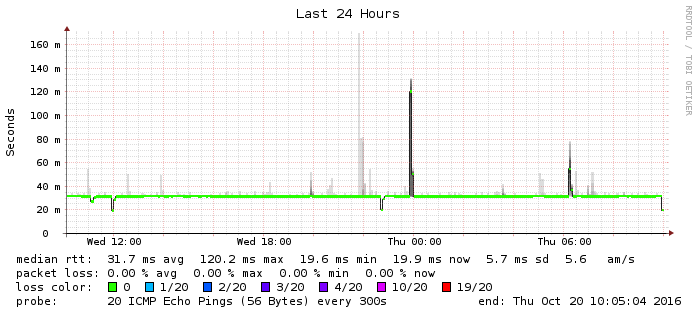 Last 24 Hours
RRDTOOL / TOBI OETIKER
Seconds
160 m
140 m
120 m
100 m
80 m
60 m
40 m
20 m
0
Wed 12:00 Wed 18:00 Thu 00:00 Thu 06:00
median rtt: 31.7 ms avg 120.2 ms max 19.6 ms min 19.9 ms now 5.7 ms sd 5.6 am/s
packet loss: 0.00 % avg 0.00 % max 0.00 % min 0.00 % now
loss color: 0 1/20 2/20 3/20 4/20 10/20 19/20
probe: 20 ICMP Echo Pings (56 Bytes) every 300s end: Thu Oct 20 10:05:04 2016